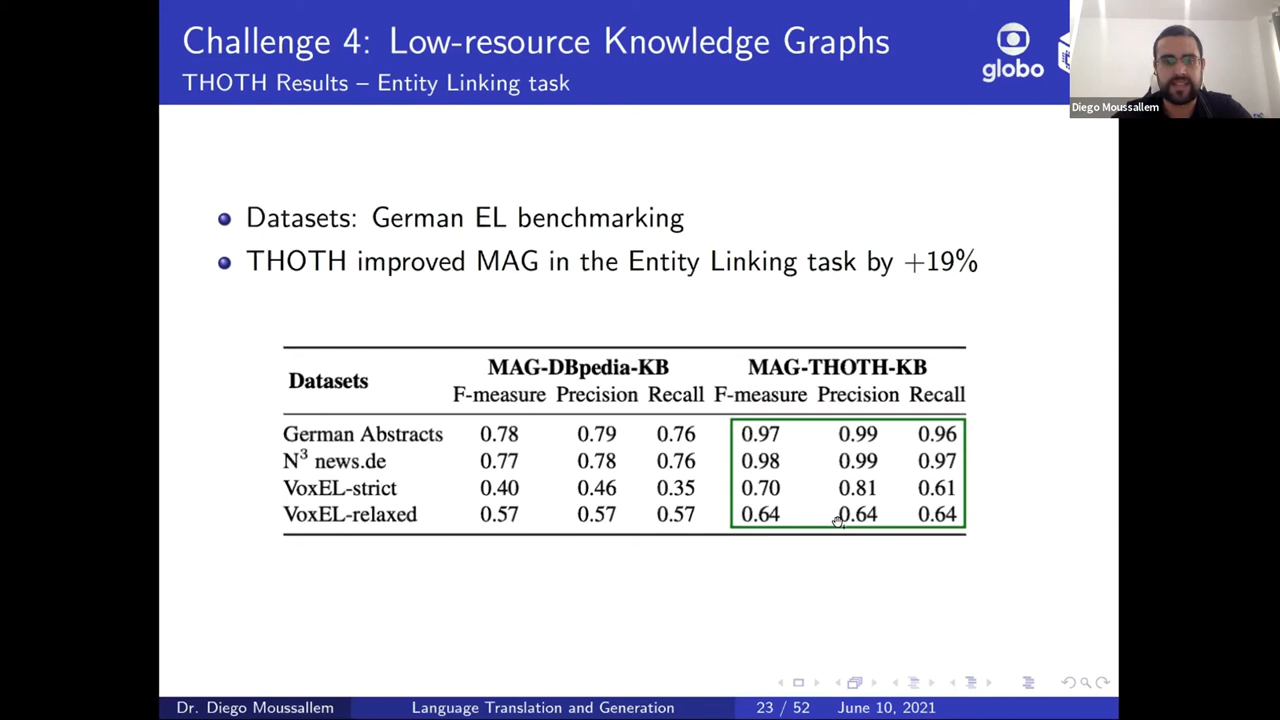 Challenge 4: Low-resource Knowledge Graphs
THOTH Results – Entity Linking task
globo
Diego Moussallem
Datasets: German EL benchmarking
THOTH improved MAG in the Entity Linking task by +19%
Datasets MAG-DBpedia-KB MAG-THOTH-KB
F-measure Precision Recall F-measure Precision Recall
German Abstracts 0.78 0.79 0.76 0.97 0.99 0.96
N³ news.de 0.77 0.78 0.76 0.98 0.99 0.97
VoxEL-strict 0.40 0.46 0.35 0.70 0.81 0.61
VoxEL-relaxed 0.57 0.57 0.57 0.64 0.64 0.64
Dr. Diego Moussallem Language Translation and Generation 23 / 52 June 10, 2021